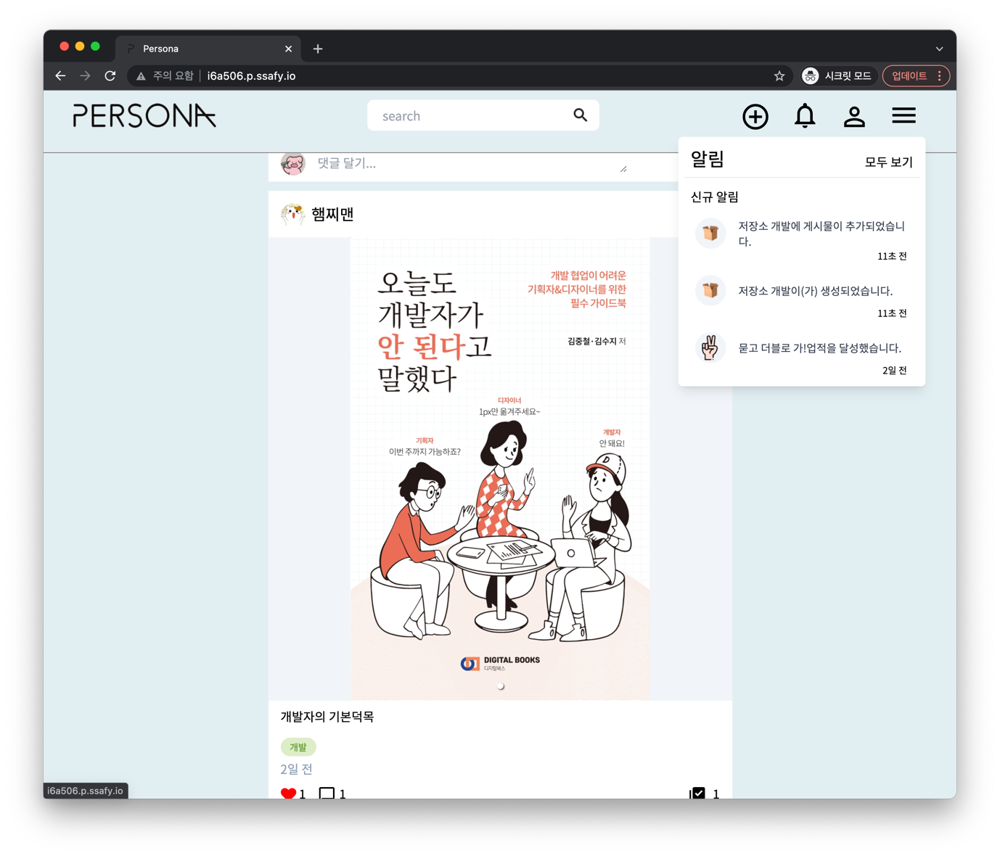 Persona
주의 요함
i6a506.p.ssafy.io
시크릿 모드
업데이트
PERSONA
search
댓글 달기...
햄찌맨
오늘도
개발자가
안 된다고
말했다
개발 협업이 어려운
기획자&디자이너를 위한
필수 가이드북
김중철·김수지 저
디자이너
1px만 옮겨주세요~
기획자
이번 주까지 가능하죠?
개발자
안 돼요!
D
DIGITAL BOOKS
디지털북스
개발자의 기본덕목
개발
2일 전
1
1
1
알림
모두 보기
신규 알림
저장소 개발에 게시물이 추가되었습니
다.
11초 전
저장소 개발이(가) 생성되었습니다.
11초 전
묻고 더블로 가!업적을 달성했습니다.
2일 전
i6a506.p.ssafy.io